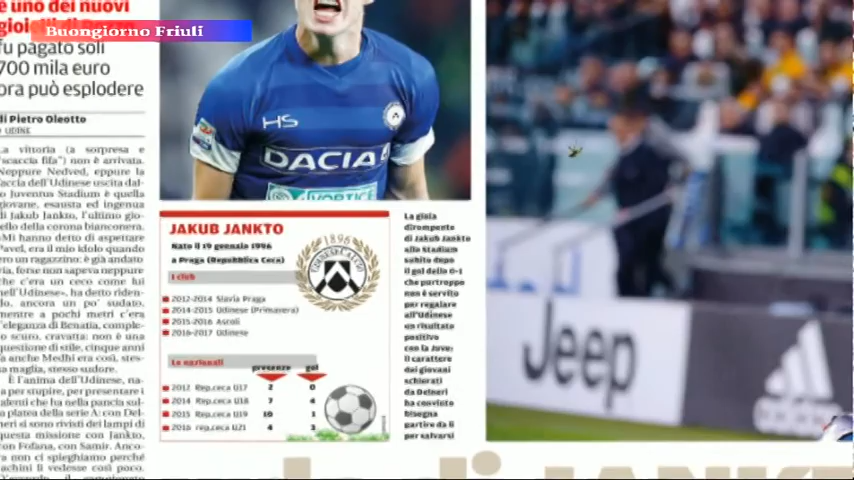 è uno dei nuovi
gioielli di Pozzo
Buongiorno Friuli
fu pagato soli
700 mila euro
ora può esplodere
di Pietro Oleotto
UDINE
La vittoria (a sorpresa e
"scaccia fifa") non è arrivata.
Neppure Nedved, eppure la
faccia dell'Udinese uscita dal-
lo Juventus Stadium è quella
giovane, esausta ed ingenua
di Jakub Jankto, l'ultimo gio-
iello della corona bianconera.
«Mi hanno detto di aspettare
Pavel, era il mio idolo quando
ero un ragazzino: è già andato
via, forse non sapeva neppure
che c'era un ceco come lui
nell'Udinese», ha detto riden-
do, ancora un po' sudato,
mentre a pochi metri c'era
l'eleganza di Benatia, comple-
to scuro, cravatta: non è una
questione di stile, cinque anni
fa anche Medhi era così, stes-
sa maglia, stesso sudore.
È l'anima dell'Udinese, na-
ta per stupire, per presentare i
talenti che ha nella pancia sul-
la platea della serie A: con Del-
neri si sono rivisti dei lampi di
questa missione con Jankto,
con Fofana, con Samir. Anco-
ra non ci spieghiamo perché
Iachini li vedesse così poco.
HS
DACIA
VORTICE
JAKUB JANKTO
Nato il 19 gennaio 1996
a Praga (Repubblica Ceca)
1896
UDINESE CALCIO
I club
2012-2014 Slavia Praga
2014-2015 Udinese (Primavera)
2015-2016 Ascoli
2016-2017 Udinese
Le nazionali
presenze gol
2012 Rep.ceca U17 2 0
2014 Rep.ceca U18 7 4
2015 Rep.ceca U19 10 1
2016 rep.ceca U21 4 3
La gioia
dirompente
di Jakub Jankto
allo Stadium
subito dopo
il gol dello 0-1
che purtroppo
non è servito
per regalare
all'Udinese
un risultato
positivo
con la Juve:
il carattere
dei giovani
schierati
da Delneri
ha convinto
bisogna
partire da lì
per salvarsi
Jeep
adidas